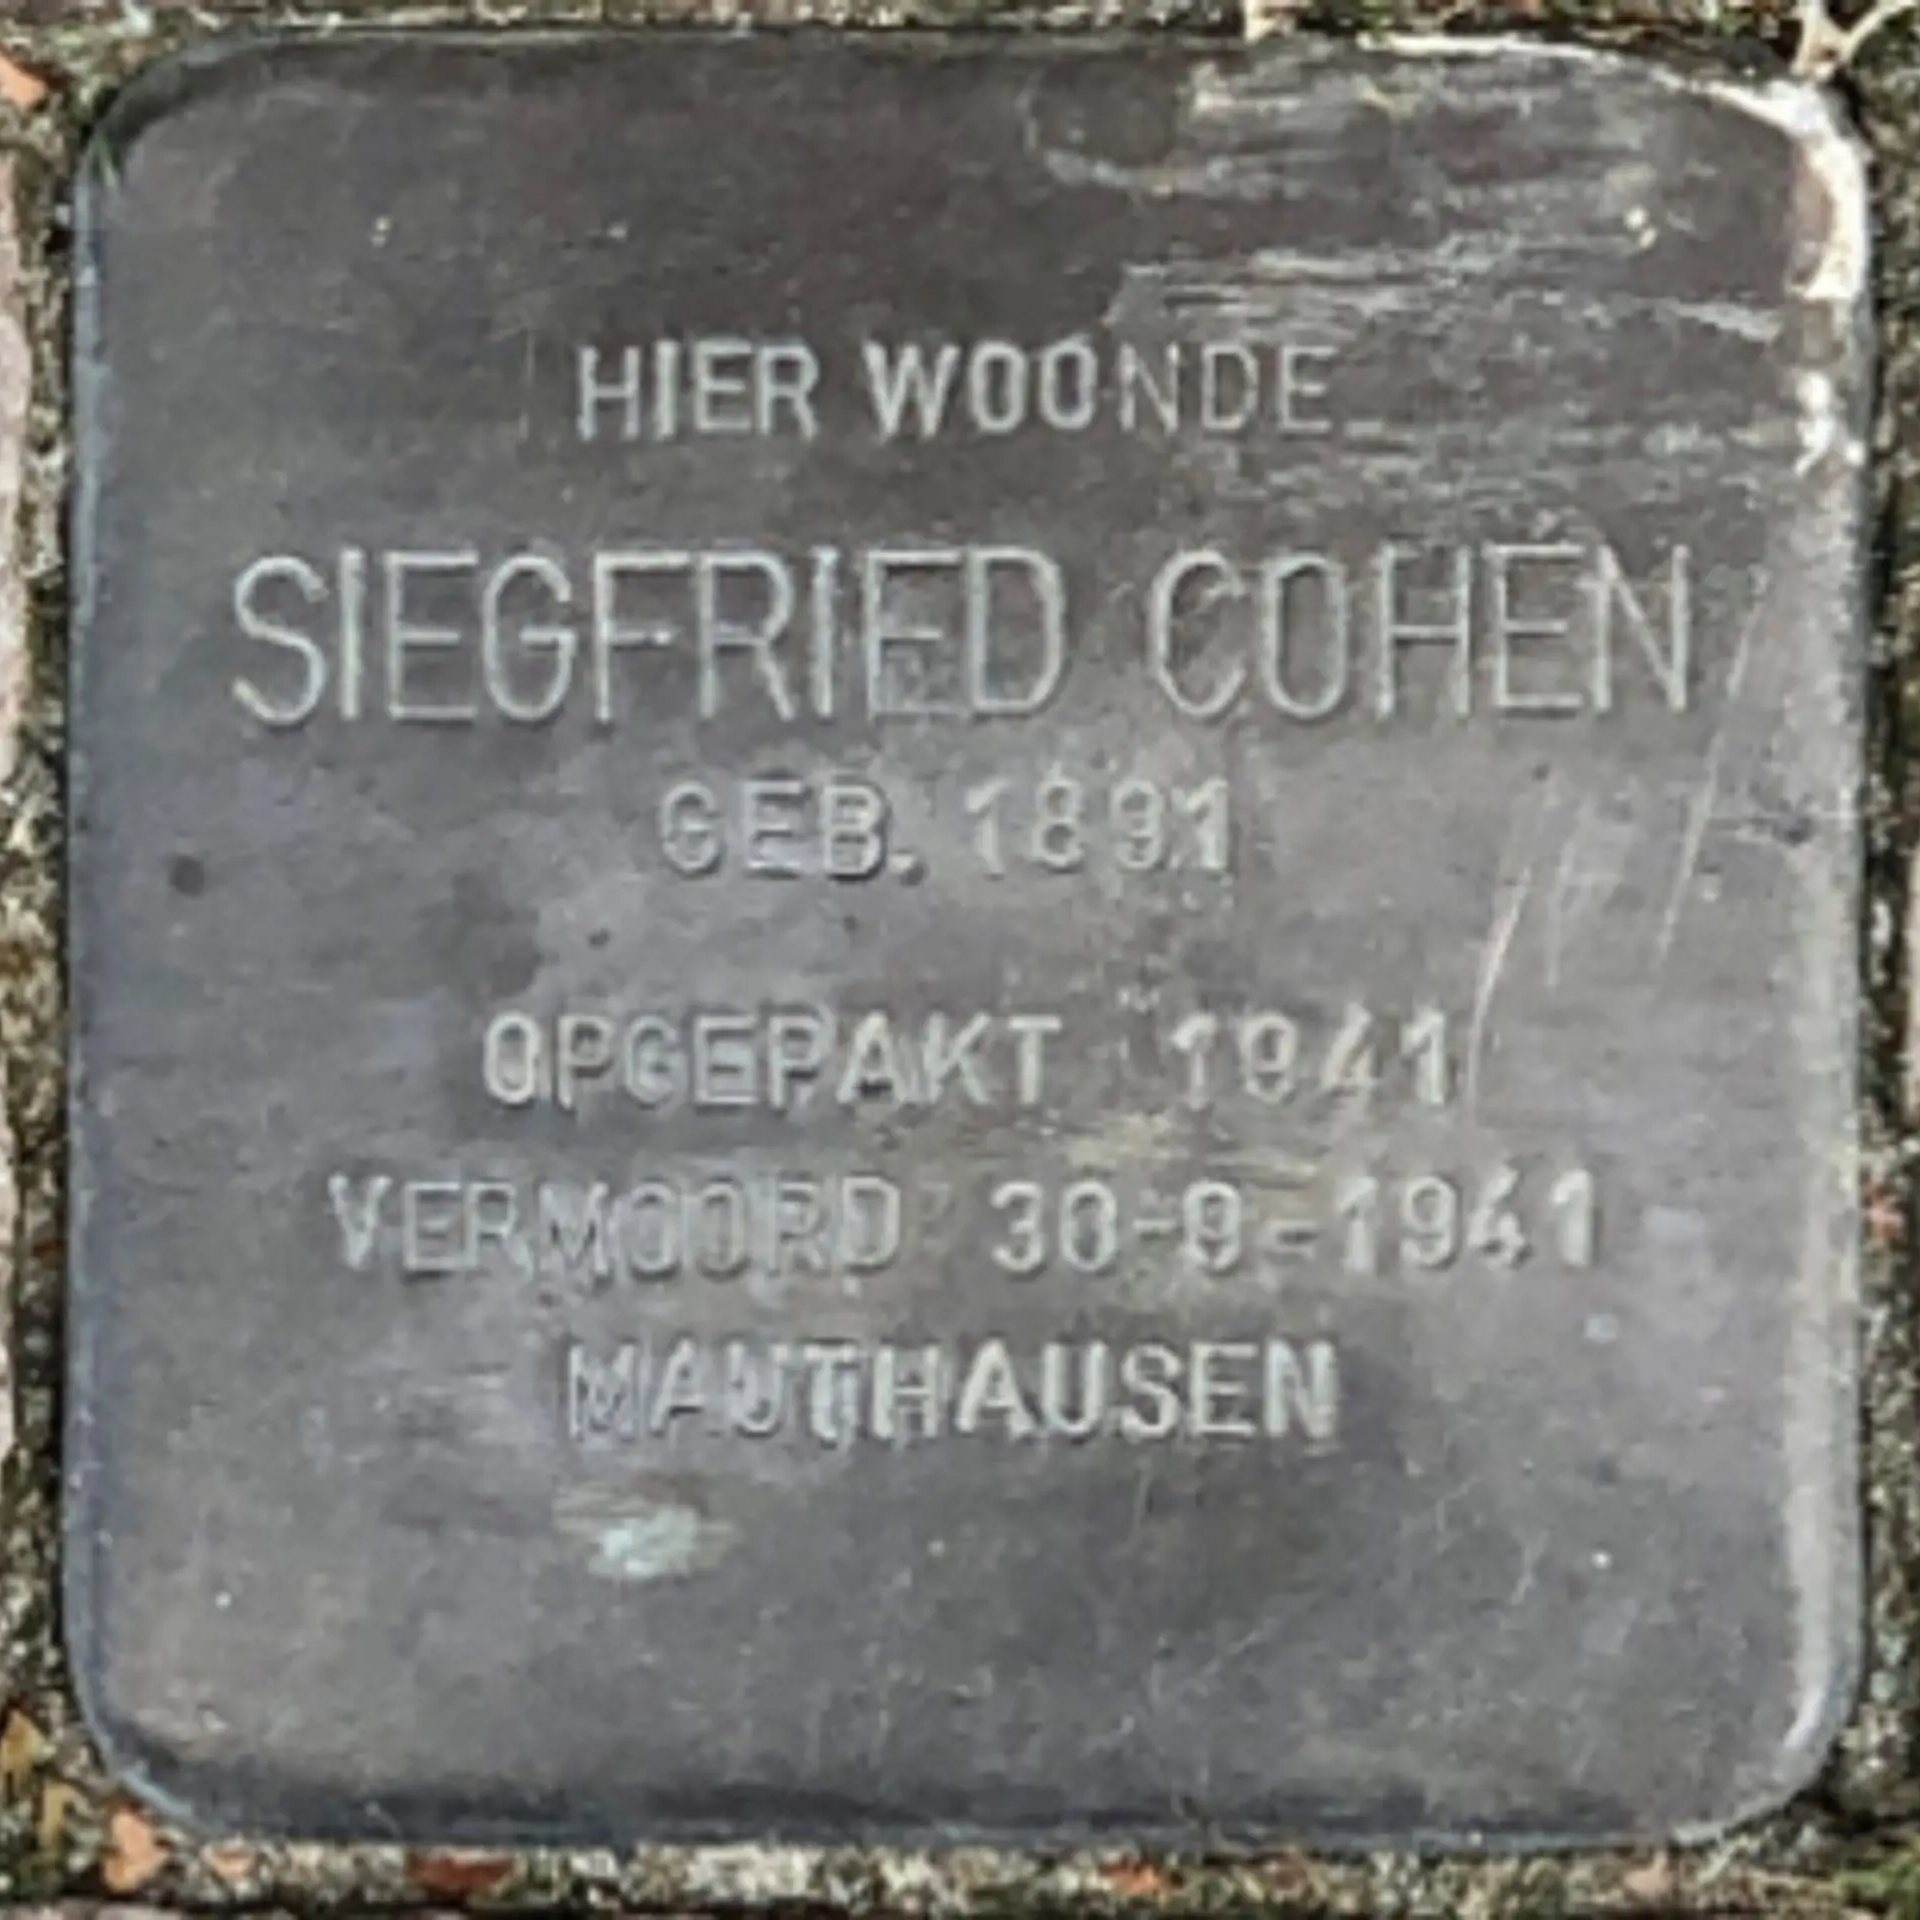 HIER WOONDE
SIEGFRIED COHEN
GEB. 1891
OPGEPAKT 1941
VERMOORD 30-9-1941
MAUTHAUSEN